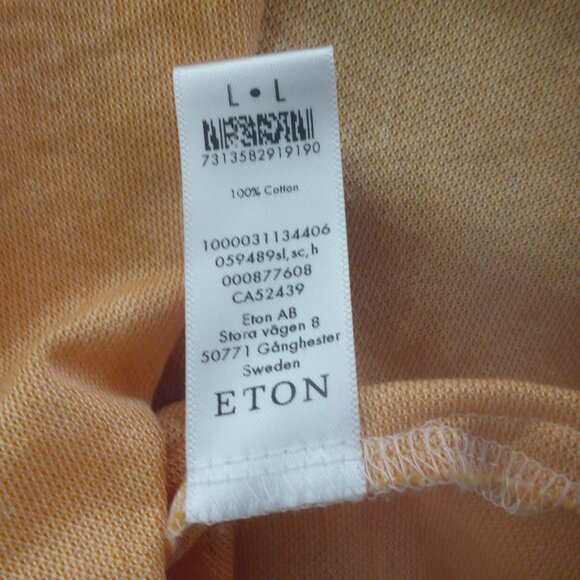 L • L
7313582919190
100% Cotton
1000031134406
059489sl,sc,h
000877608
CA52439
Eton AB
Stora vägen 8
50771 Gånghester
Sweden
ETON